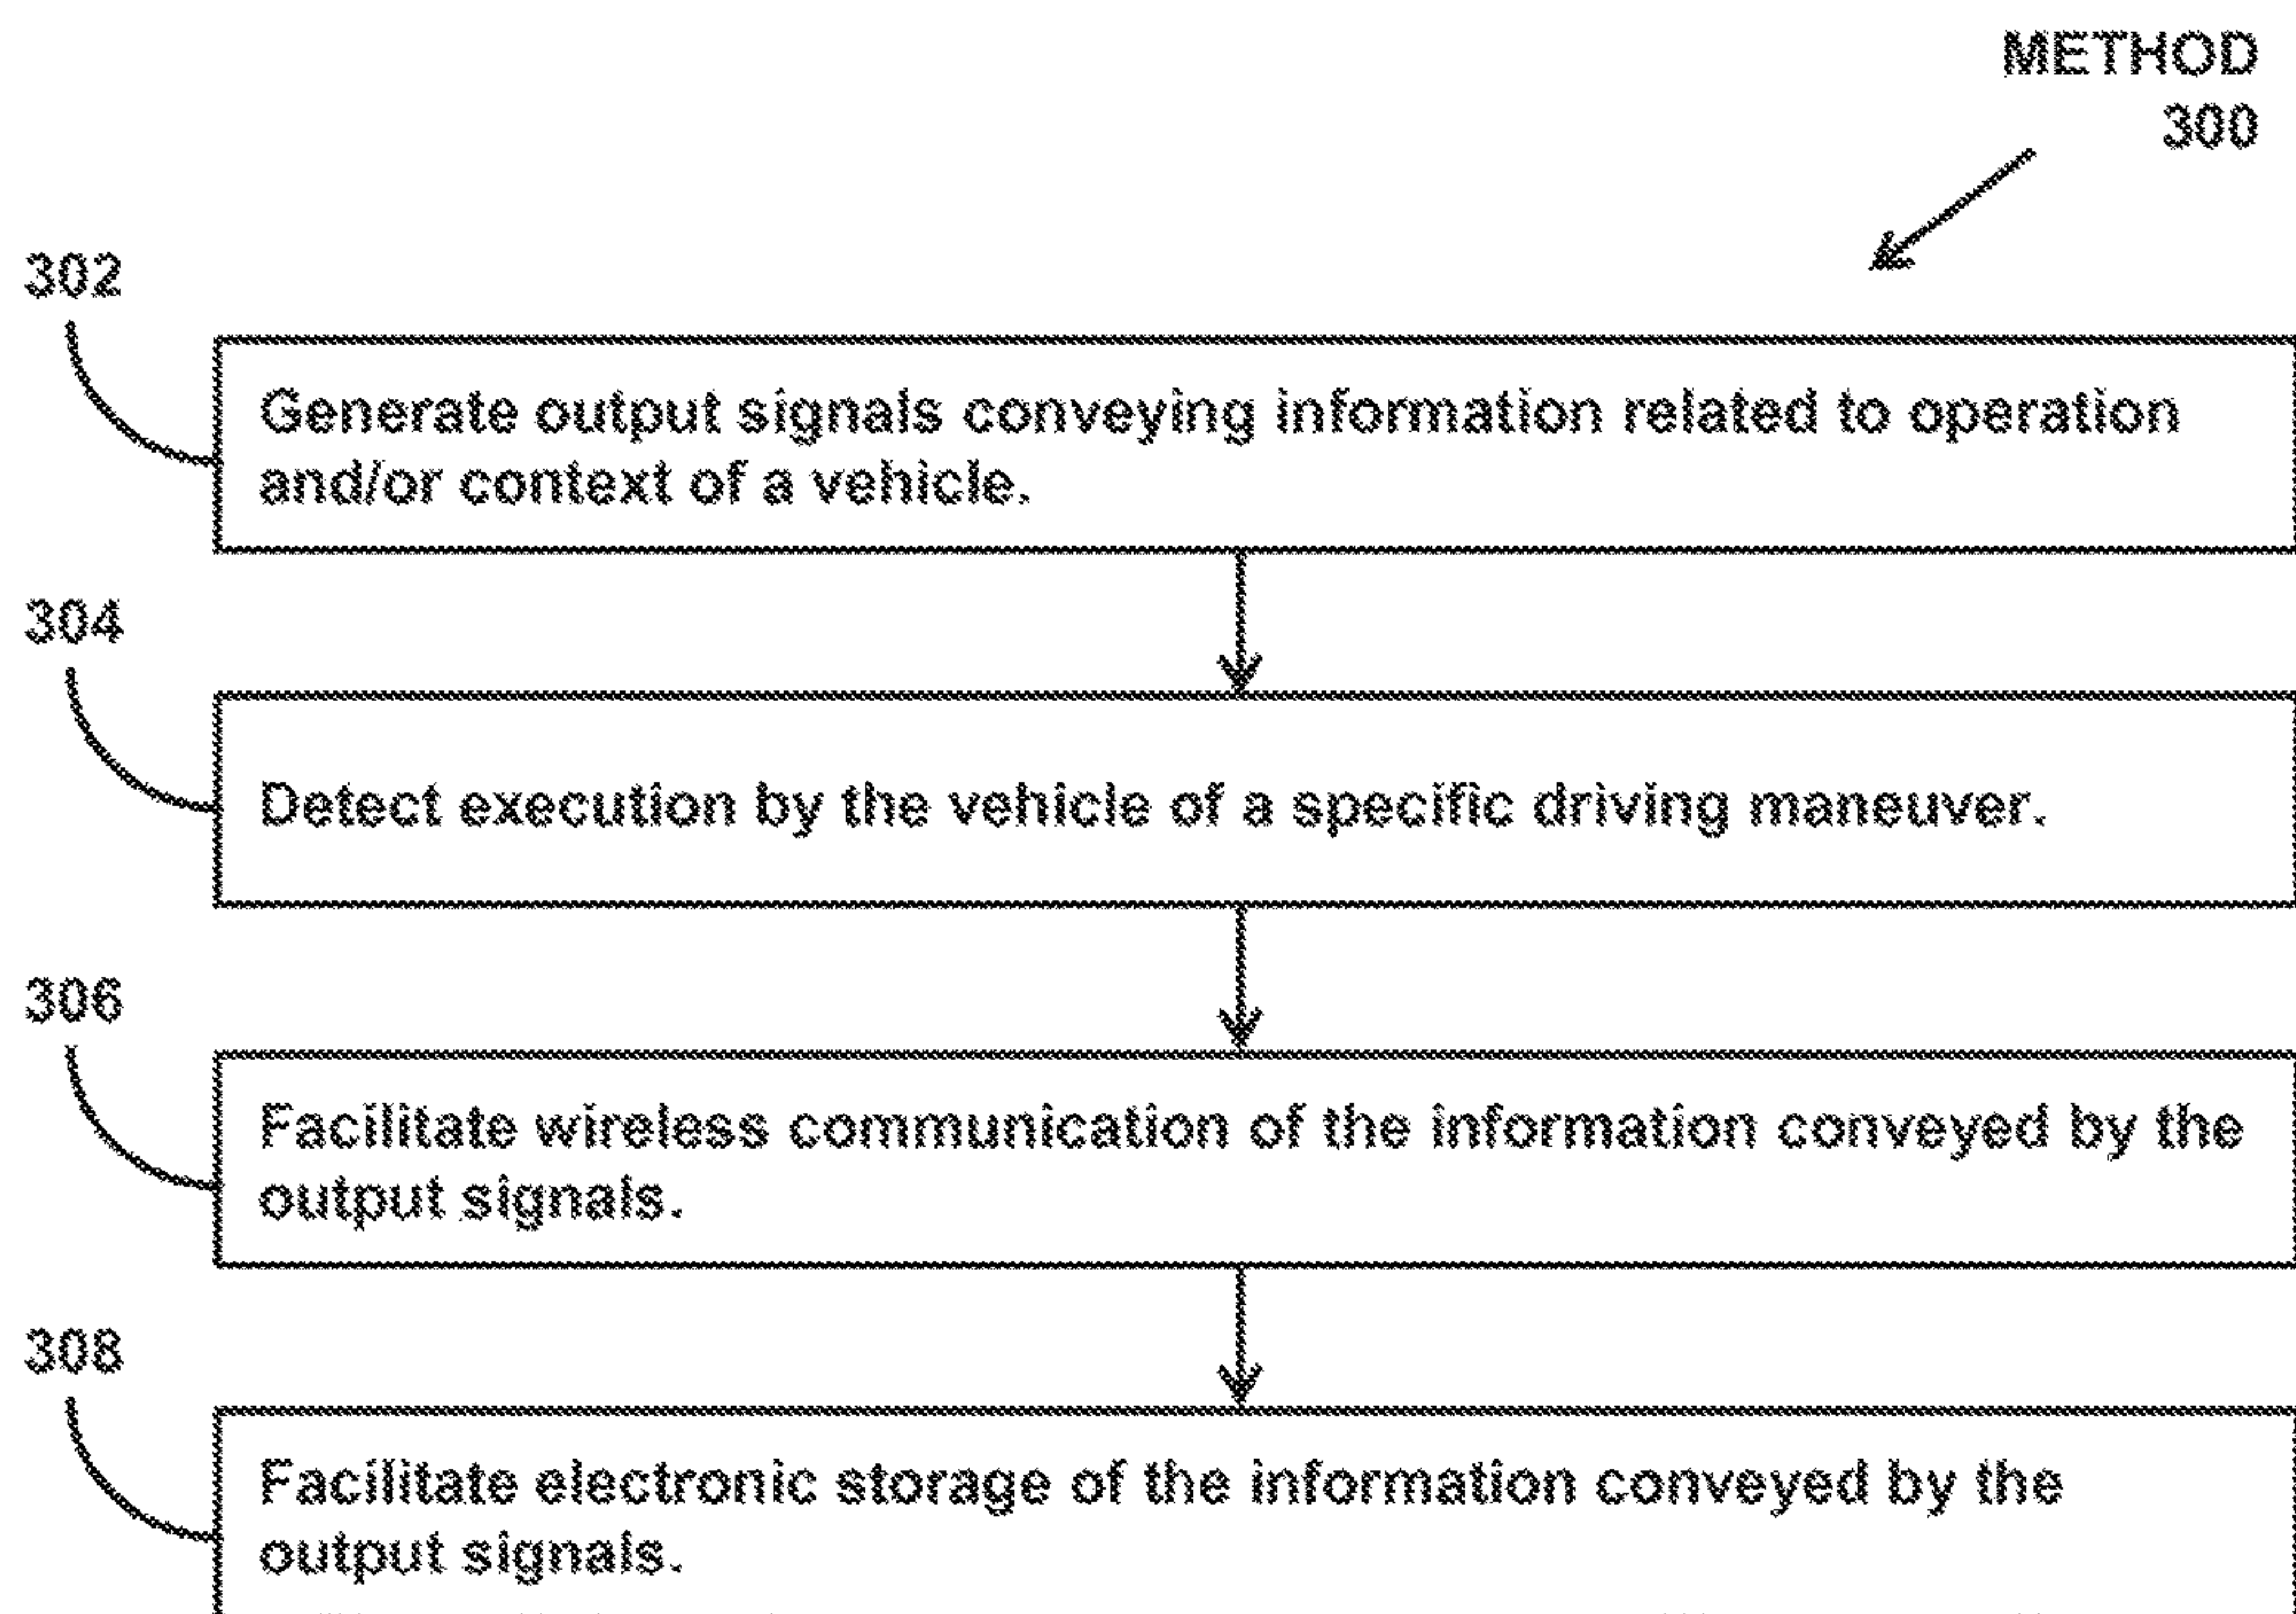 METHOD
300
302
Generate output signals conveying information related to operation
and/or context of a vehicle.
304
Detect execution by the vehicle of a specific driving maneuver.
306
Facilitate wireless communication of the information conveyed by the
output signals.
308
Facilitate electronic storage of the information conveyed by the
output signals.